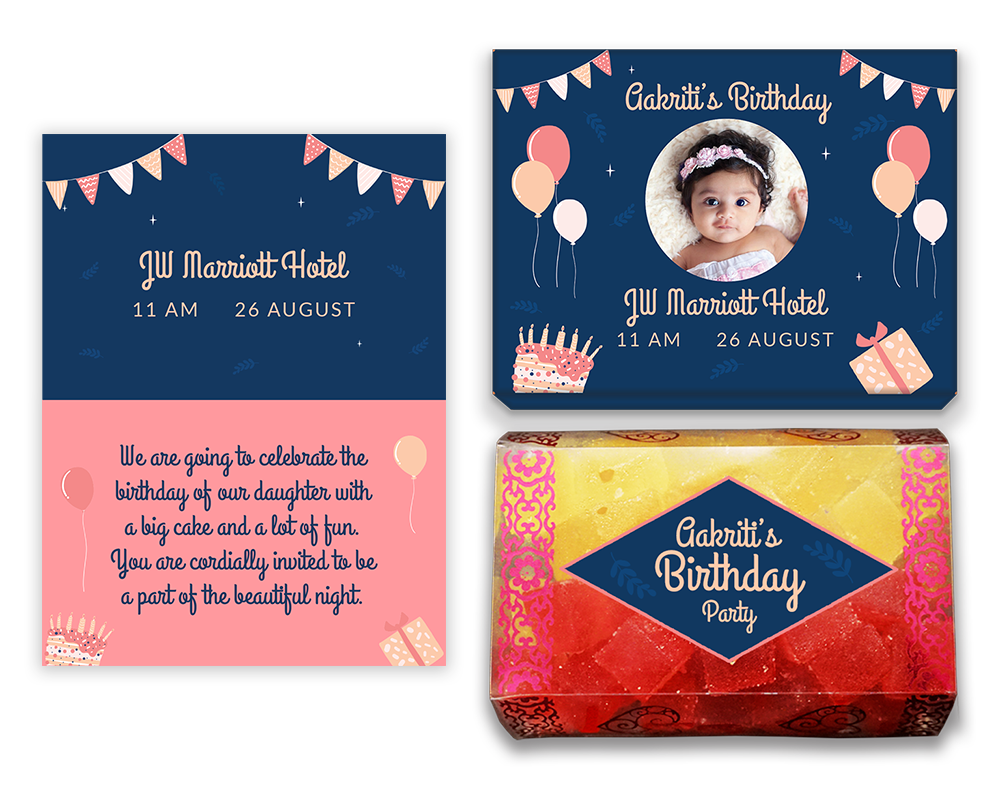 JW Marriott Hotel
11 AM 26 AUGUST
We are going to celebrate the
birthday of our daughter with
a big cake and a lot of fun.
You are cordially invited to be
a part of the beautiful night.
Aakriti's Birthday
JW Marriott Hotel
11 AM 26 AUGUST
Aakriti's
Birthday
Party